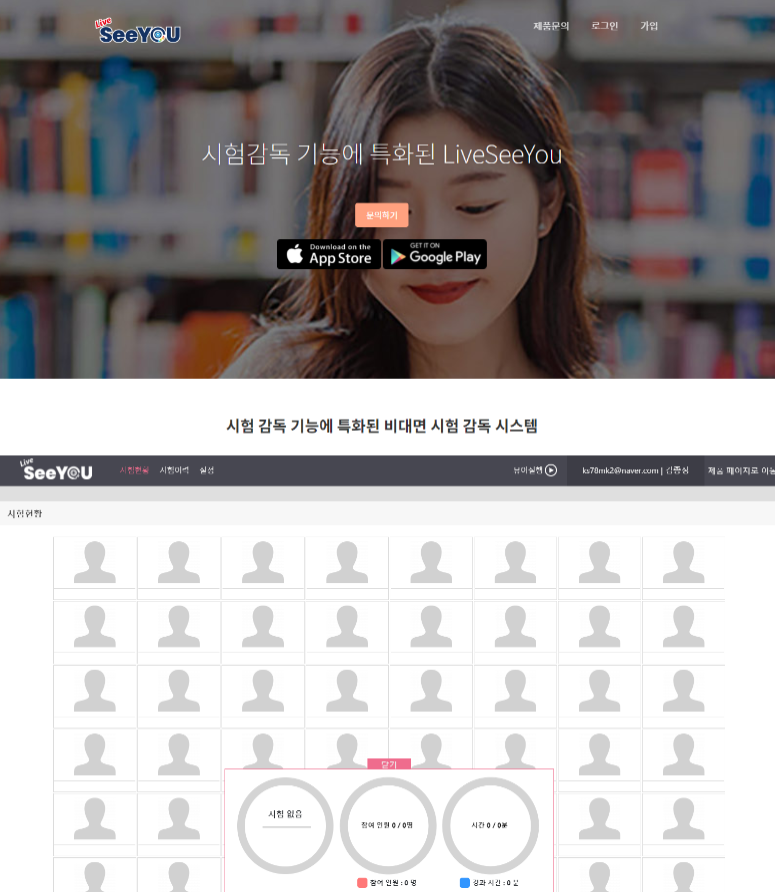 Live
SeeYOU
제품문의 로그인 가입
시험감독 기능에 특화된 LiveSeeYou
문의하기
Download on the
App Store
GET IT ON
Google Play
시험 감독 기능에 특화된 비대면 시험 감독 시스템
Live
SeeY@U
시험현황 시험이력 설정
뷰어실행
ks78mk2@naver.com | 김종성
제품 페이지로 이동
시험현황
닫기
시험 없음
참여 인원 0 / 0명
시간 0 / 0분
참여 인원 : 0 명
경과 시간 : 0 분